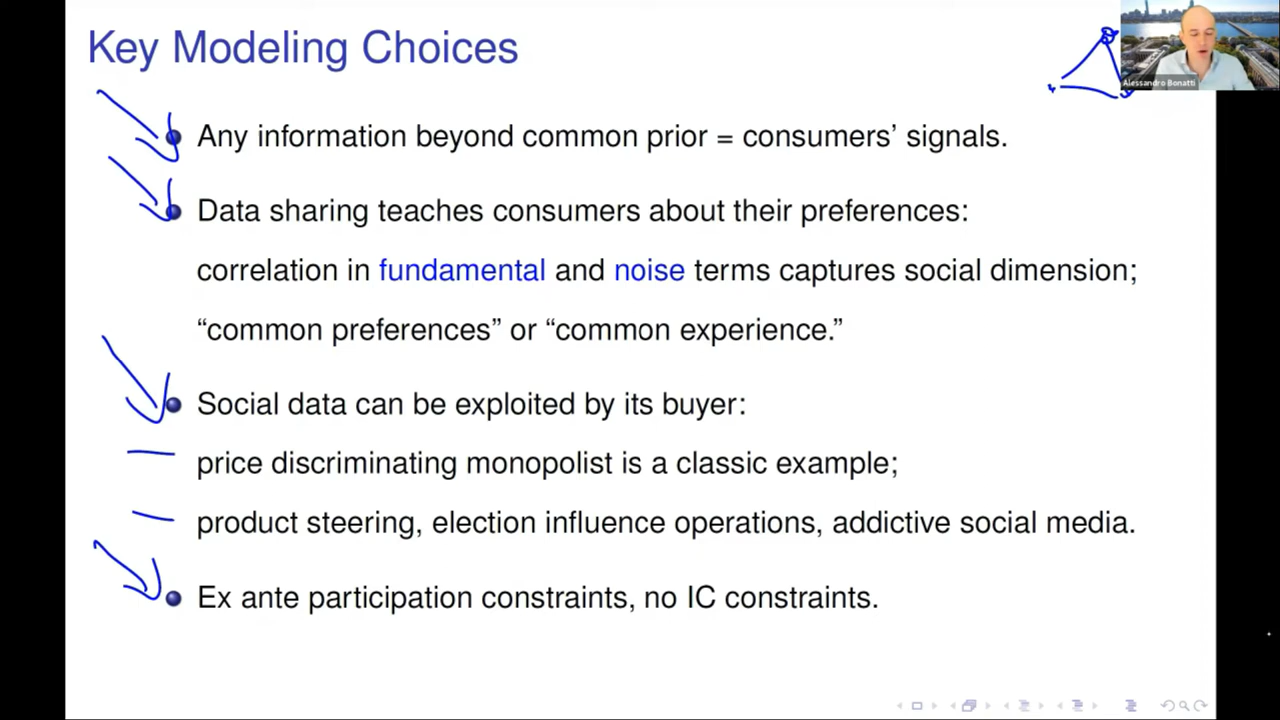 Key Modeling Choices
Alessandro Bonatti
Any information beyond common prior = consumers’ signals.
Data sharing teaches consumers about their preferences:
correlation in fundamental and noise terms captures social dimension;
“common preferences” or “common experience.”
Social data can be exploited by its buyer:
price discriminating monopolist is a classic example;
product steering, election influence operations, addictive social media.
Ex ante participation constraints, no IC constraints.